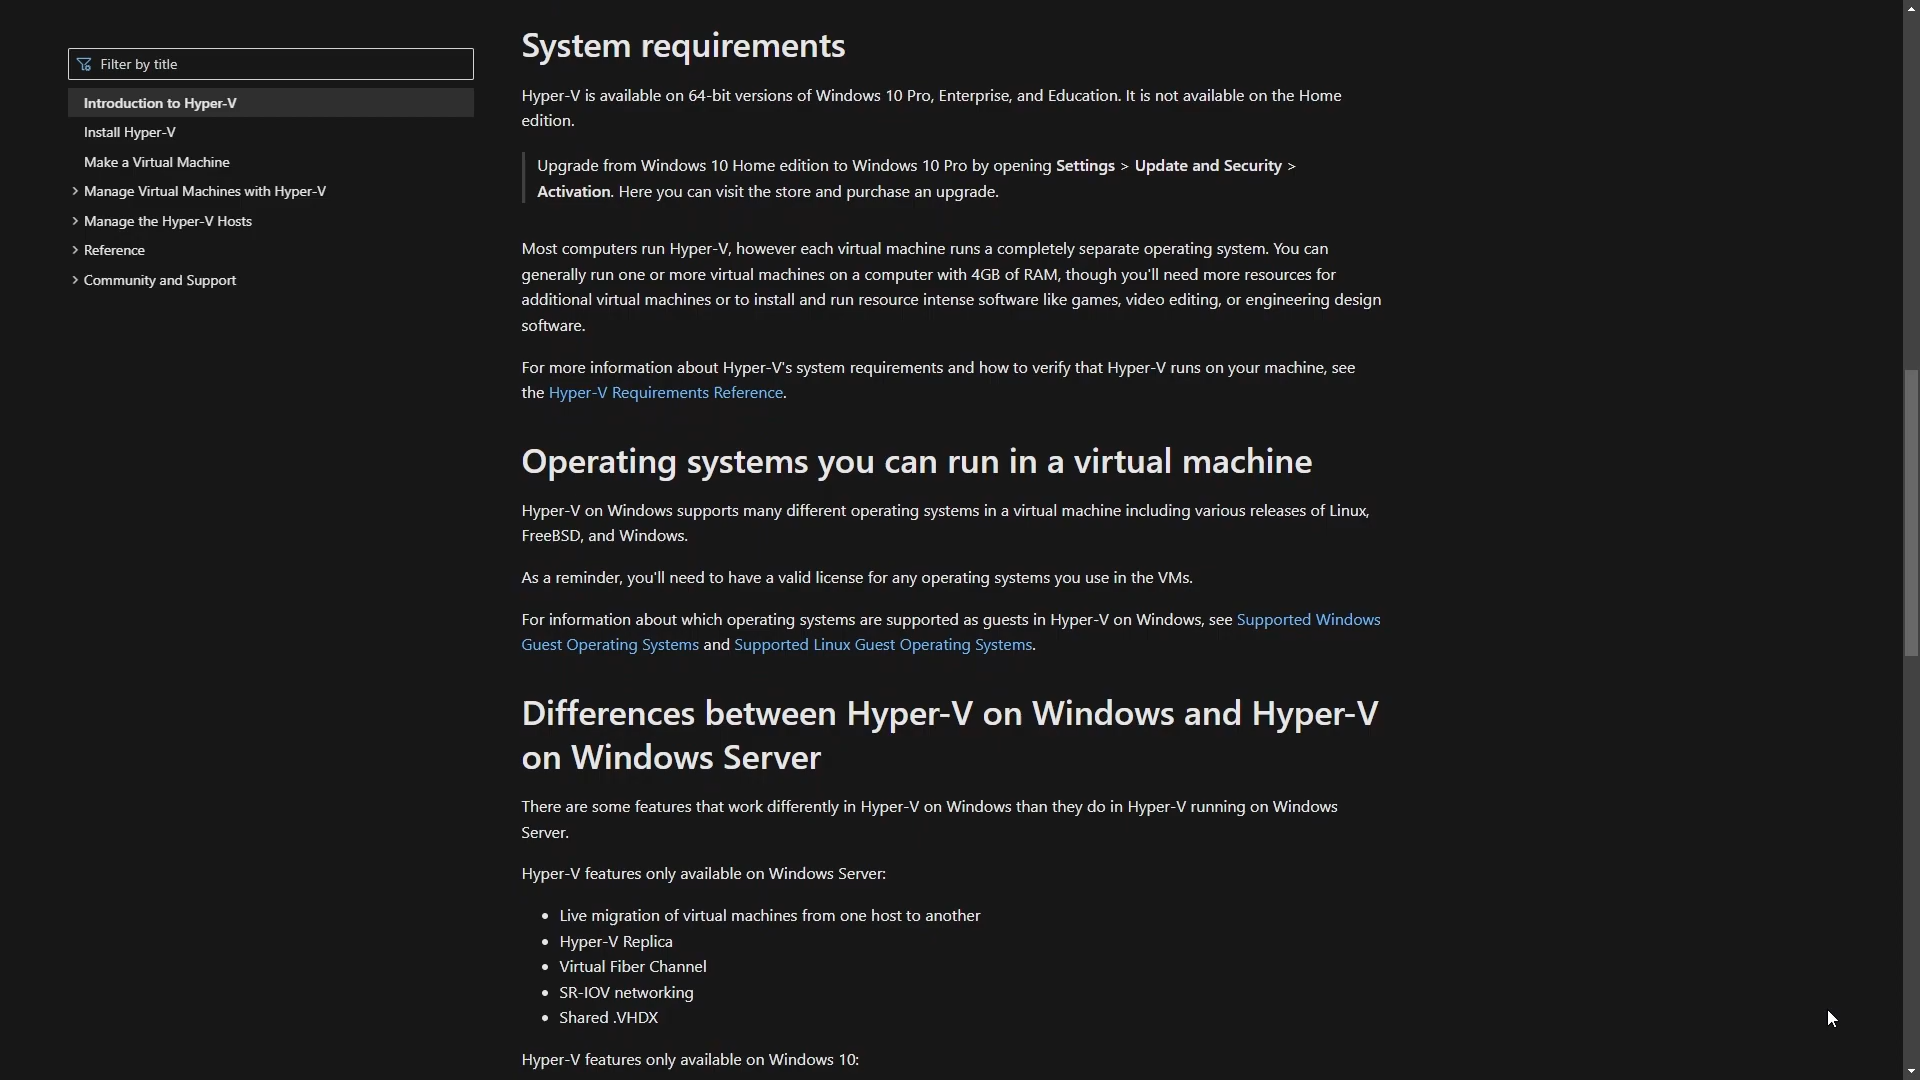 Filter by title
Introduction to Hyper-V
Install Hyper-V
Make a Virtual Machine
Manage Virtual Machines with Hyper-V
Manage the Hyper-V Hosts
Reference
Community and Support
System requirements
Hyper-V is available on 64-bit versions of Windows 10 Pro, Enterprise, and Education. It is not available on the Home
edition.
Upgrade from Windows 10 Home edition to Windows 10 Pro by opening Settings > Update and Security >
Activation. Here you can visit the store and purchase an upgrade.
Most computers run Hyper-V, however each virtual machine runs a completely separate operating system. You can
generally run one or more virtual machines on a computer with 4GB of RAM, though you'll need more resources for
additional virtual machines or to install and run resource intense software like games, video editing, or engineering design
software.
For more information about Hyper-V's system requirements and how to verify that Hyper-V runs on your machine, see
the Hyper-V Requirements Reference.
Operating systems you can run in a virtual machine
Hyper-V on Windows supports many different operating systems in a virtual machine including various releases of Linux,
FreeBSD, and Windows.
As a reminder, you'll need to have a valid license for any operating systems you use in the VMs.
For information about which operating systems are supported as guests in Hyper-V on Windows, see Supported Windows
Guest Operating Systems and Supported Linux Guest Operating Systems.
Differences between Hyper-V on Windows and Hyper-V
on Windows Server
There are some features that work differently in Hyper-V on Windows than they do in Hyper-V running on Windows
Server.
Hyper-V features only available on Windows Server:
• Live migration of virtual machines from one host to another
• Hyper-V Replica
• Virtual Fiber Channel
• SR-IOV networking
• Shared .VHDX
Hyper-V features only available on Windows 10: